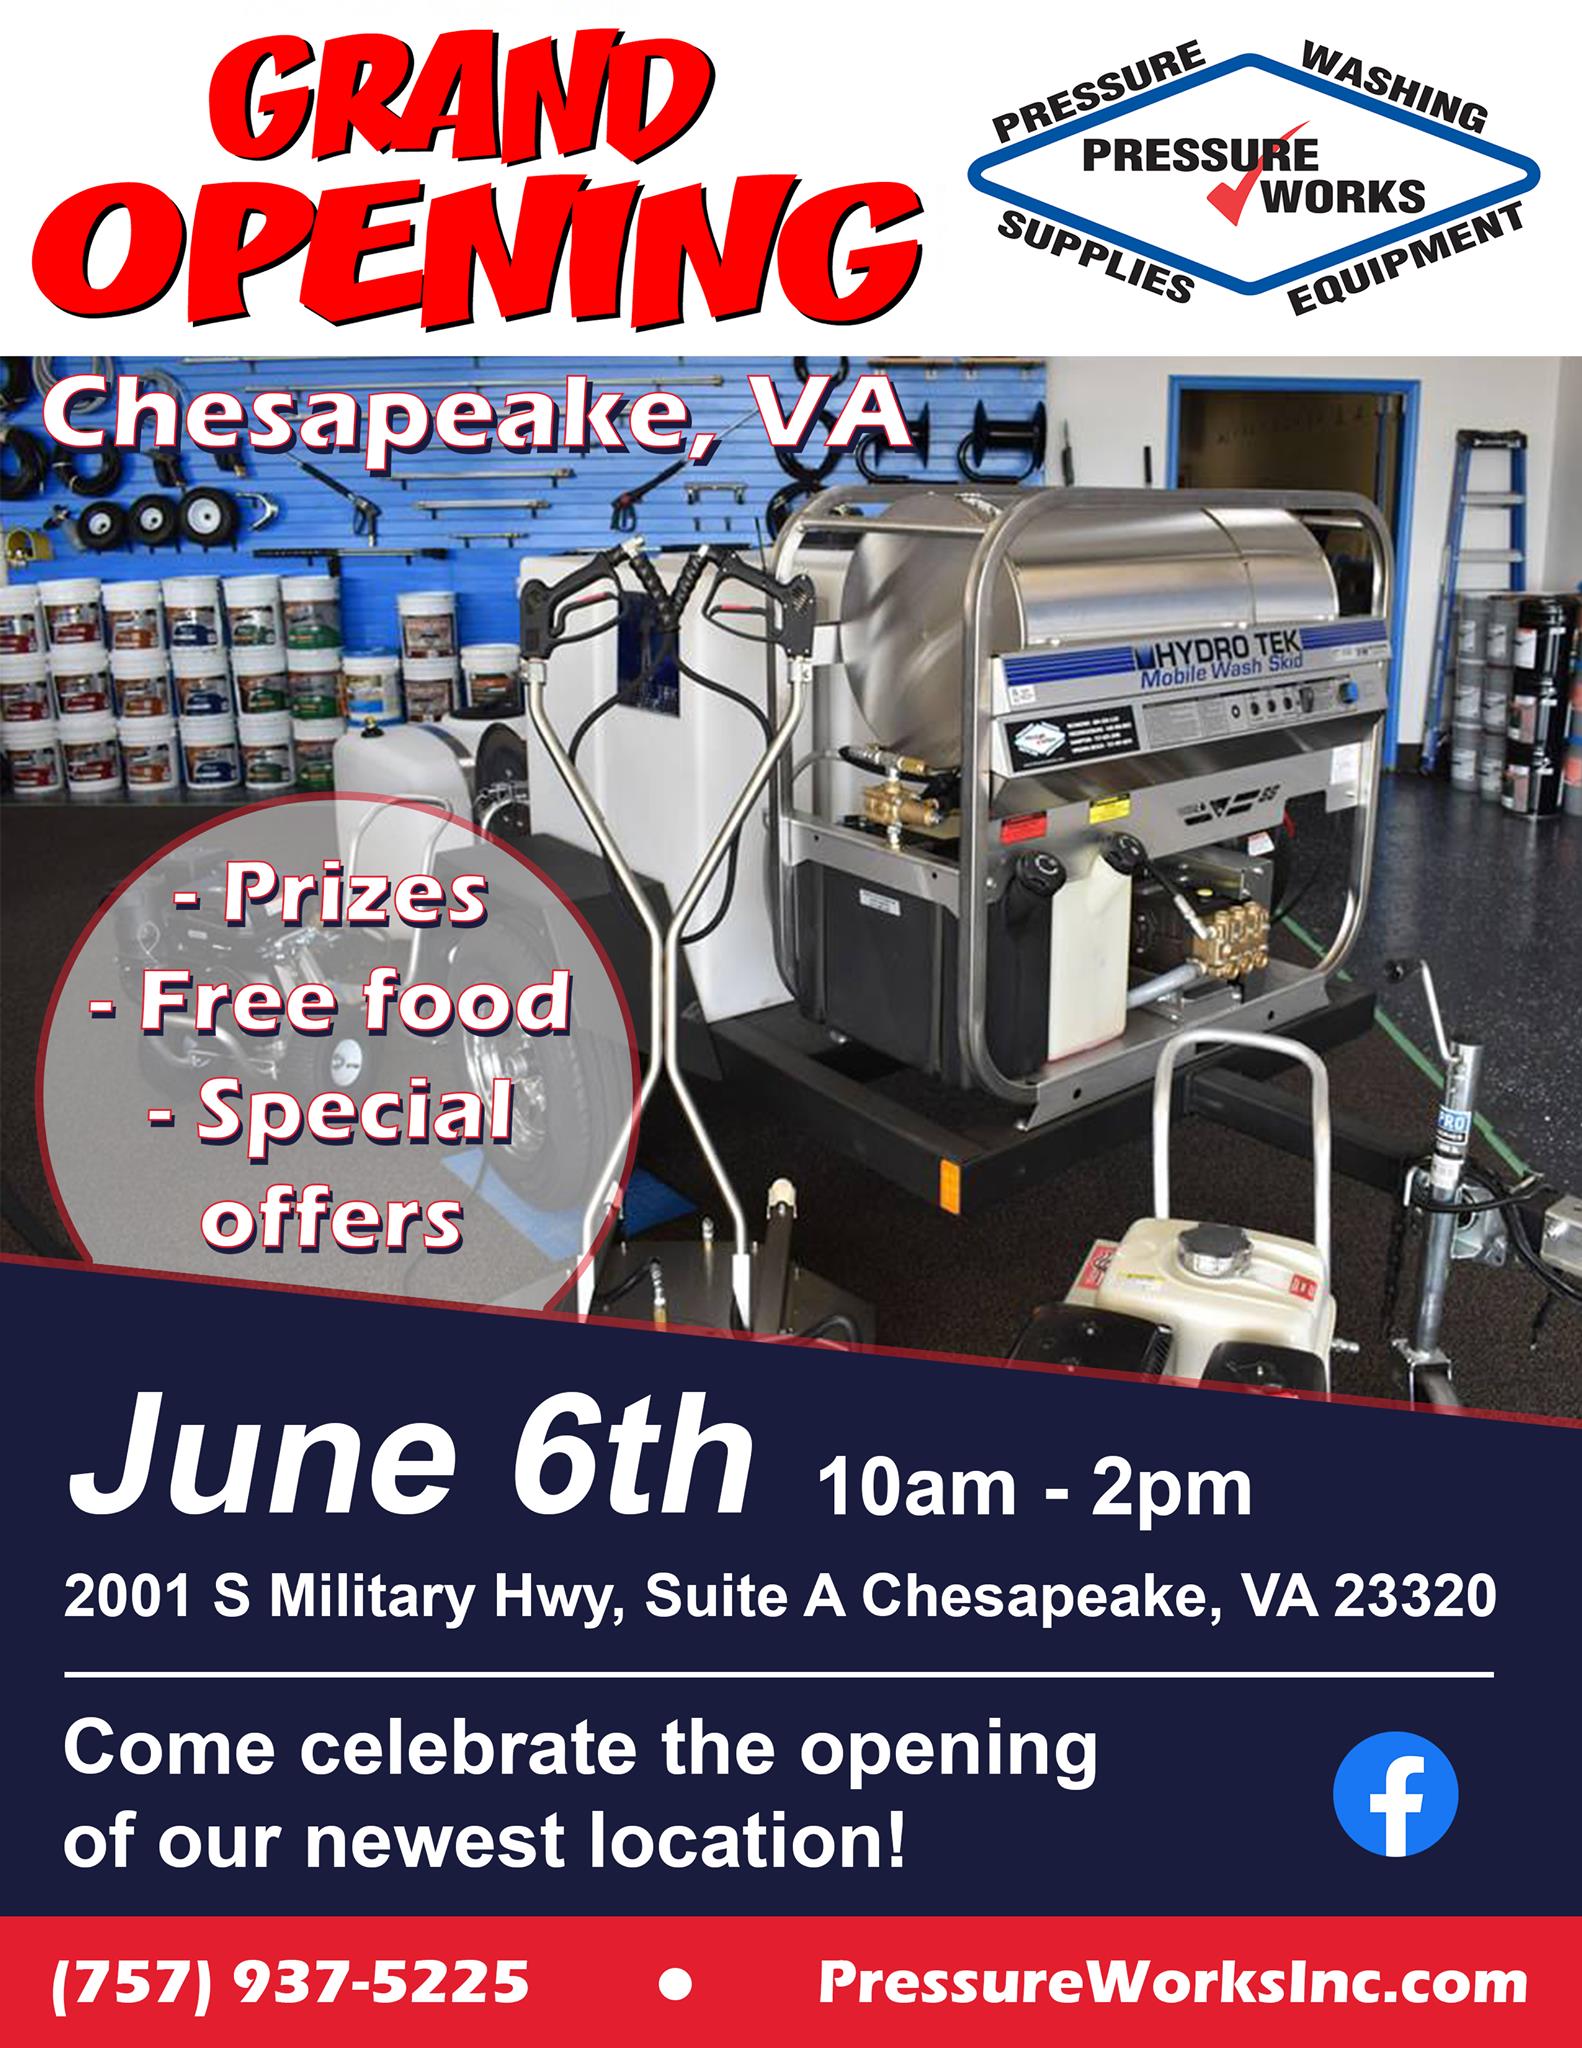 GRAND
OPENING
PRESSURE WASHING
PRESSURE
WORKS
SUPPLIES EQUIPMENT
Chesapeake, VA
HYDRO TEK
Mobile Wash Skid
SS
PRO
- Prizes
- Free food
- Special
offers
June 6th 10am - 2pm
2001 S Military Hwy, Suite A Chesapeake, VA 23320
Come celebrate the opening
of our newest location!
f
(757) 937-5225 • PressureWorksInc.com